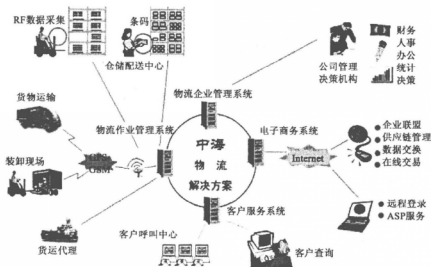 RF数据采集
条码
仓储配送中心
财务
人事
办公
统计
决策
公司管理
决策机构
物流企业管理系统
货物运输
物流作业管理系统
电子商务系统
中海
物流
解决方案
Internet
企业联盟
供应链管理
数据交换
在线交易
装卸现场
GSM
客户服务系统
远程登录
ASP服务
货运代理
客户呼叫中心
客户查询